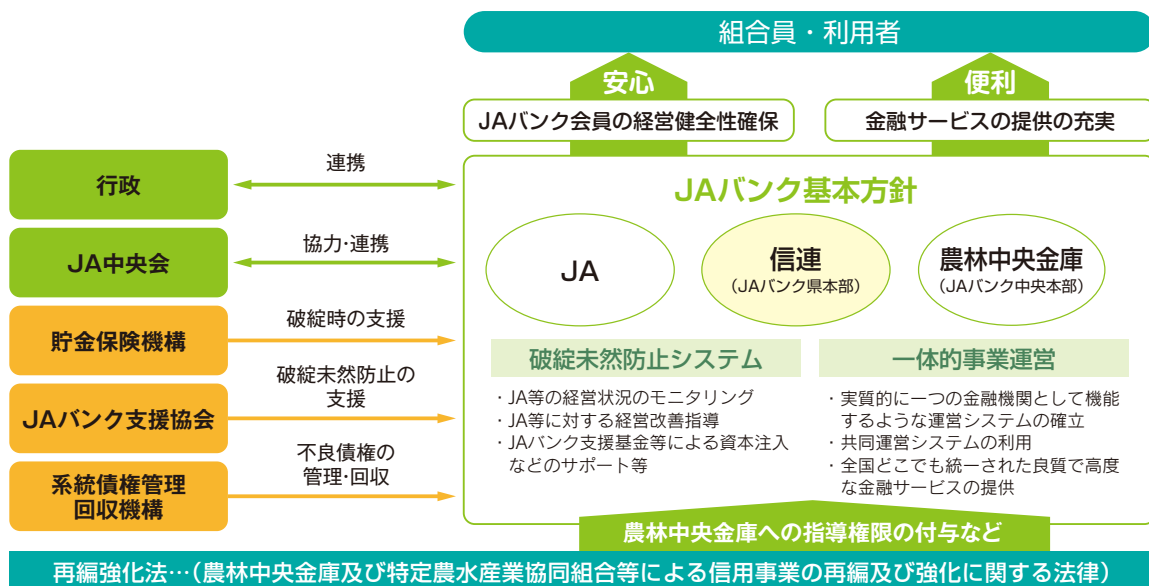 組合員・利用者
安心
便利
JAバンク会員の経営健全性確保
金融サービスの提供の充実
行政
連携
JA中央会
協力・連携
貯金保険機構
破綻時の支援
JAバンク支援協会
破綻未然防止の
支援
系統債権管理
回収機構
不良債権の
管理・回収
JAバンク基本方針
JA
信連
(JAバンク県本部)
農林中央金庫
(JAバンク中央本部)
破綻未然防止システム
・JA等の経営状況のモニタリング
・JA等に対する経営改善指導
・JAバンク支援基金等による資本注入
などのサポート等
一体的事業運営
・実質的に一つの金融機関として機能
するような運営システムの確立
・共同運営システムの利用
・全国どこでも統一された良質で高度
な金融サービスの提供
農林中央金庫への指導権限の付与など
再編強化法…(農林中央金庫及び特定農水産業協同組合等による信用事業の再編及び強化に関する法律)